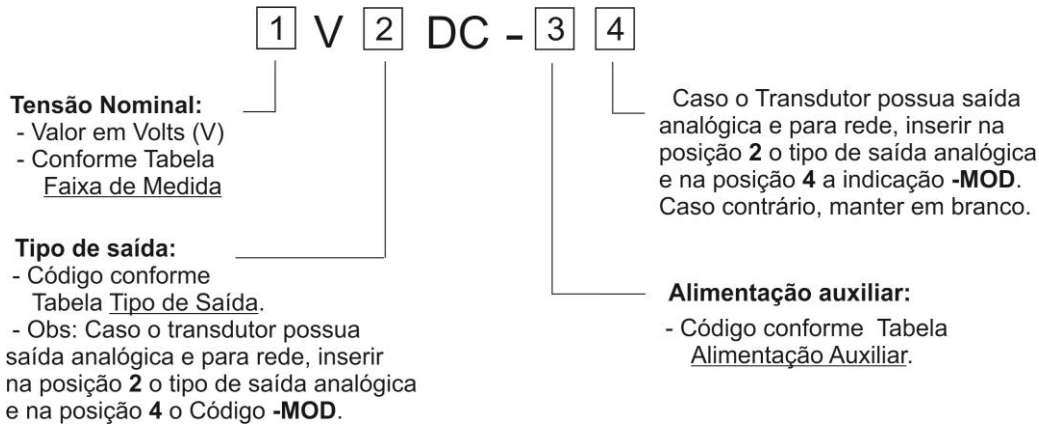 1 V 2 DC - 3 4
Tensão Nominal:
- Valor em Volts (V)
- Conforme Tabela
Faixa de Medida
Tipo de saída:
- Código conforme
Tabela Tipo de Saída.
- Obs: Caso o transdutor possua
saída analógica e para rede, inserir
na posição 2 o tipo de saída analógica
e na posição 4 o Código -MOD.
Caso o Transdutor possua saída
analógica e para rede, inserir na
posição 2 o tipo de saída analógica
e na posição 4 a indicação -MOD.
Caso contrário, manter em branco.
Alimentação auxiliar:
- Código conforme Tabela
Alimentação Auxiliar.